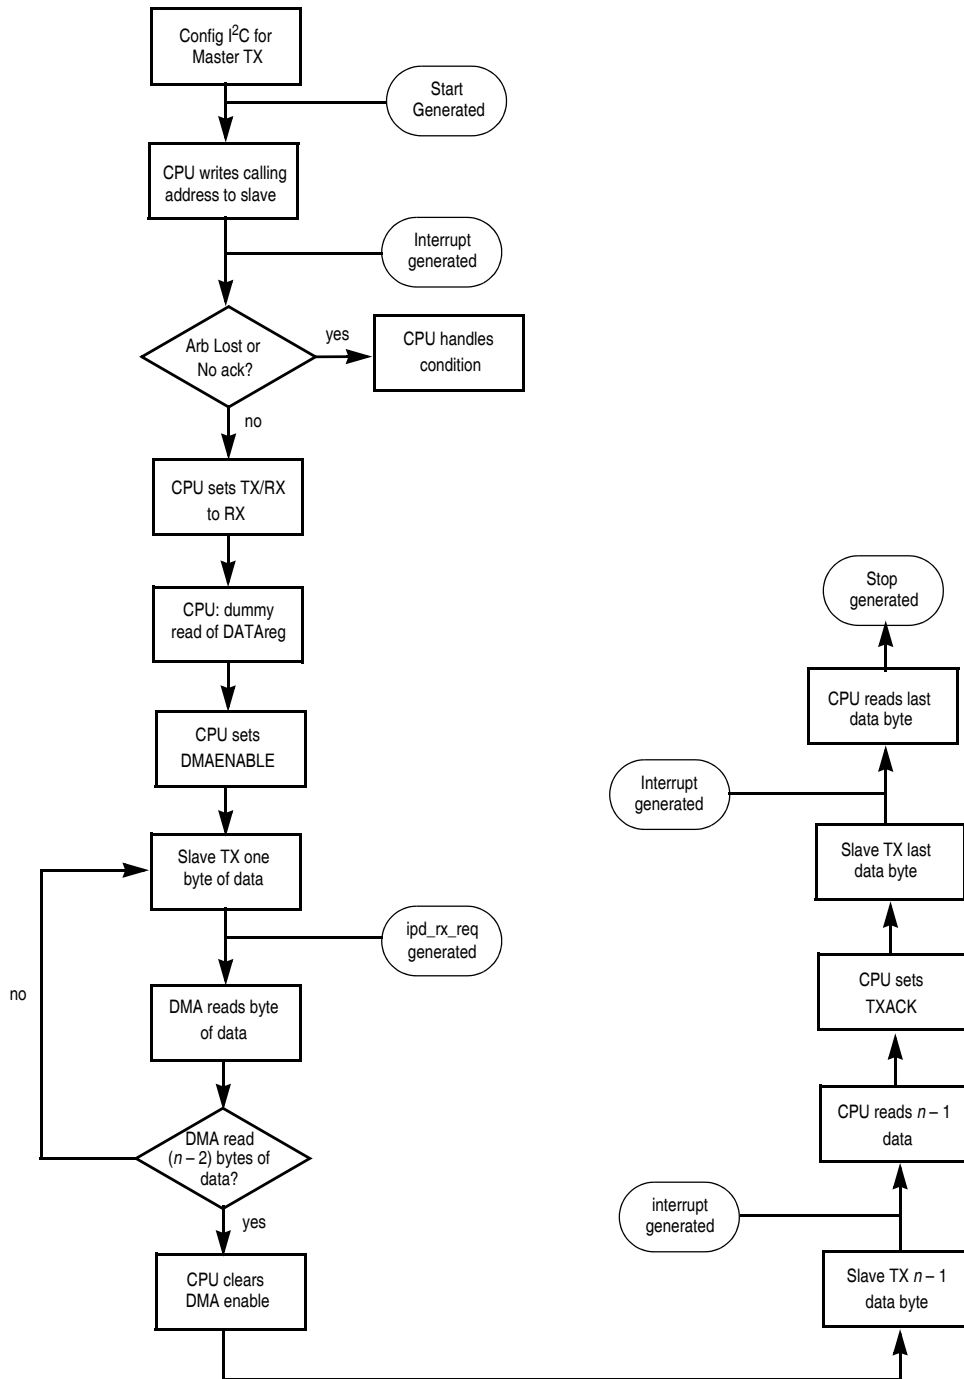 Config I²C for
Master TX
Start
Generated
CPU writes calling
address to slave
Interrupt
generated
Arb Lost or
No ack?
yes
CPU handles
condition
no
CPU sets TX/RX
to RX
CPU: dummy
read of DATAreg
CPU sets
DMAENABLE
Slave TX one
byte of data
ipd_rx_req
generated
no
DMA reads byte
of data
DMA read
(n – 2) bytes of
data?
yes
CPU clears
DMA enable
Slave TX n – 1
data byte
interrupt
generated
CPU reads n – 1
data
CPU sets
TXACK
Slave TX last
data byte
Interrupt
generated
CPU reads last
data byte
Stop
generated